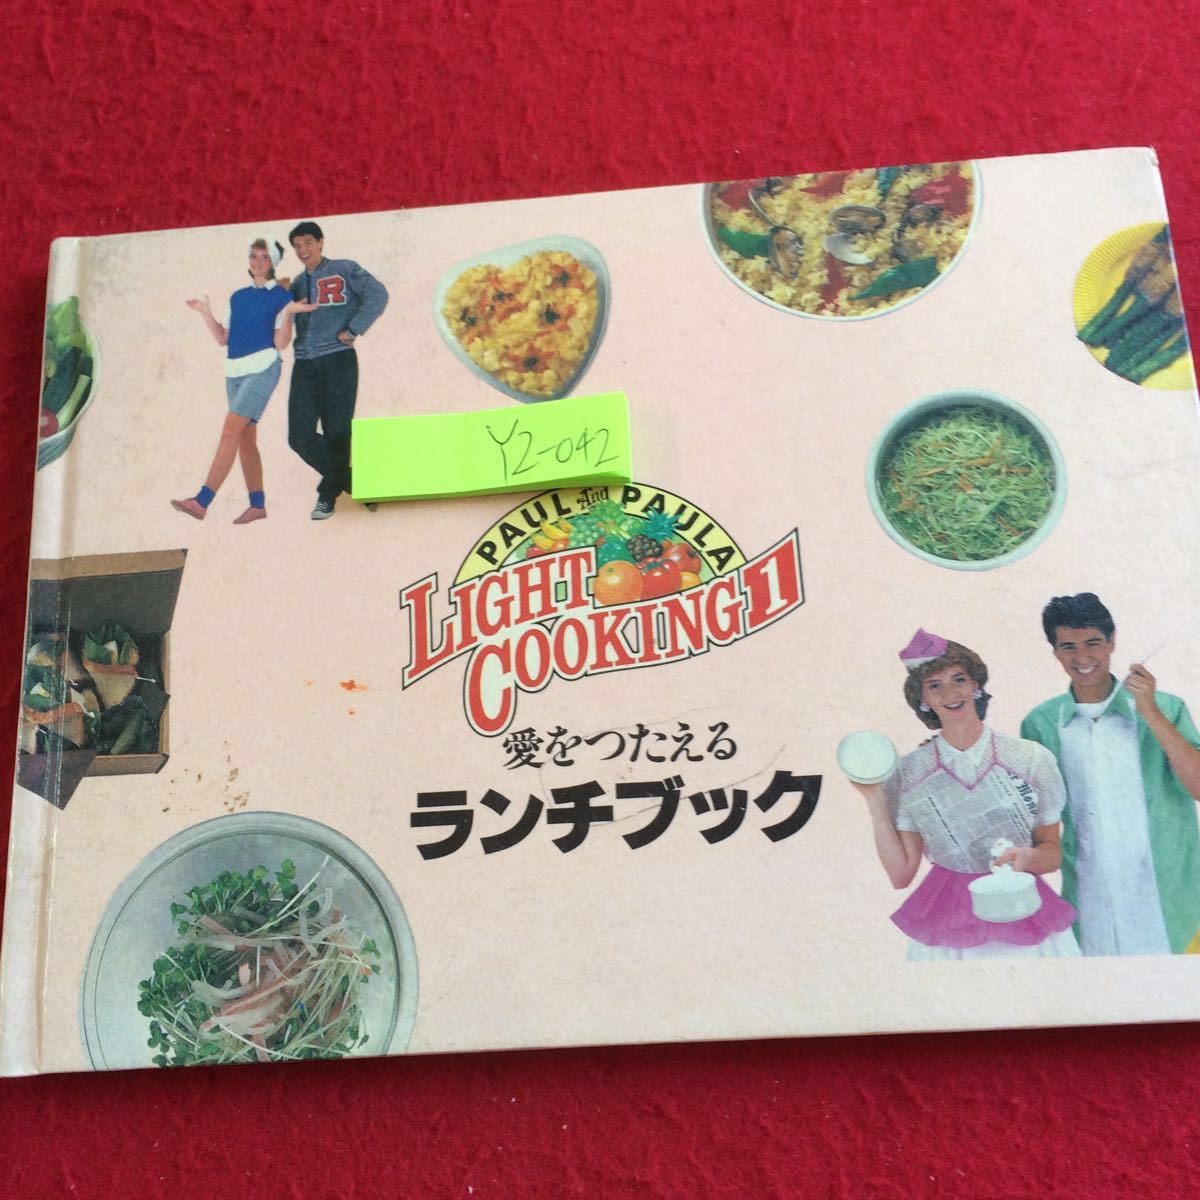 R
Y2-042
PAUL And PAULA
LIGHT
COOKING 1
愛をつたえる
ランチブック